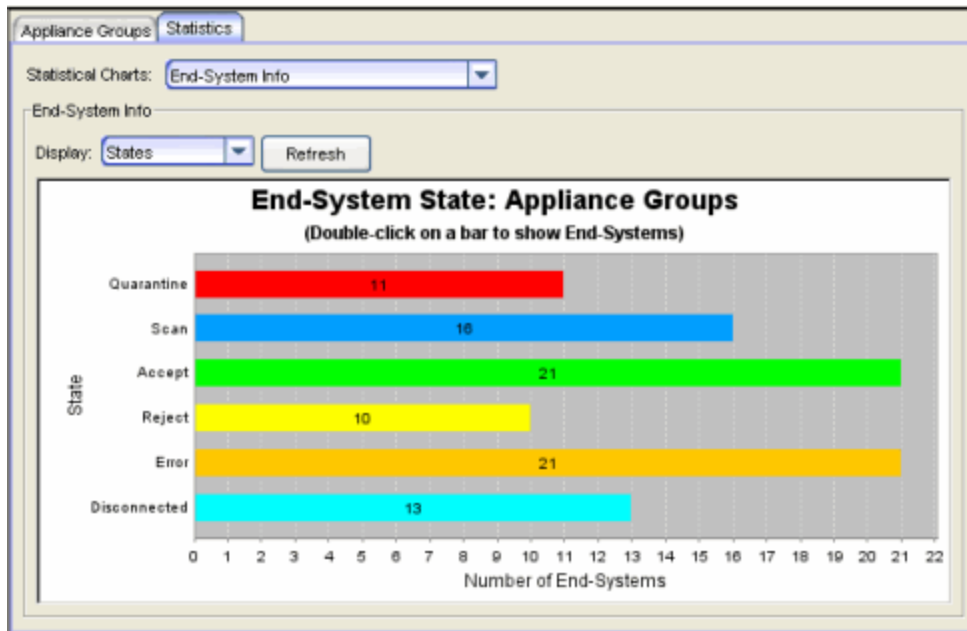 Appliance Groups Statistics
Statistical Charts: End-System Info
End-System Info
Display: States Refresh
End-System State: Appliance Groups
(Double-click on a bar to show End-Systems)
Quarantine 11
Scan 16
Accept 21
State
Reject 10
Error 21
Disconnected 13
0 1 2 3 4 5 6 7 8 9 10 11 12 13 14 15 16 17 18 19 20 21 22
Number of End-Systems